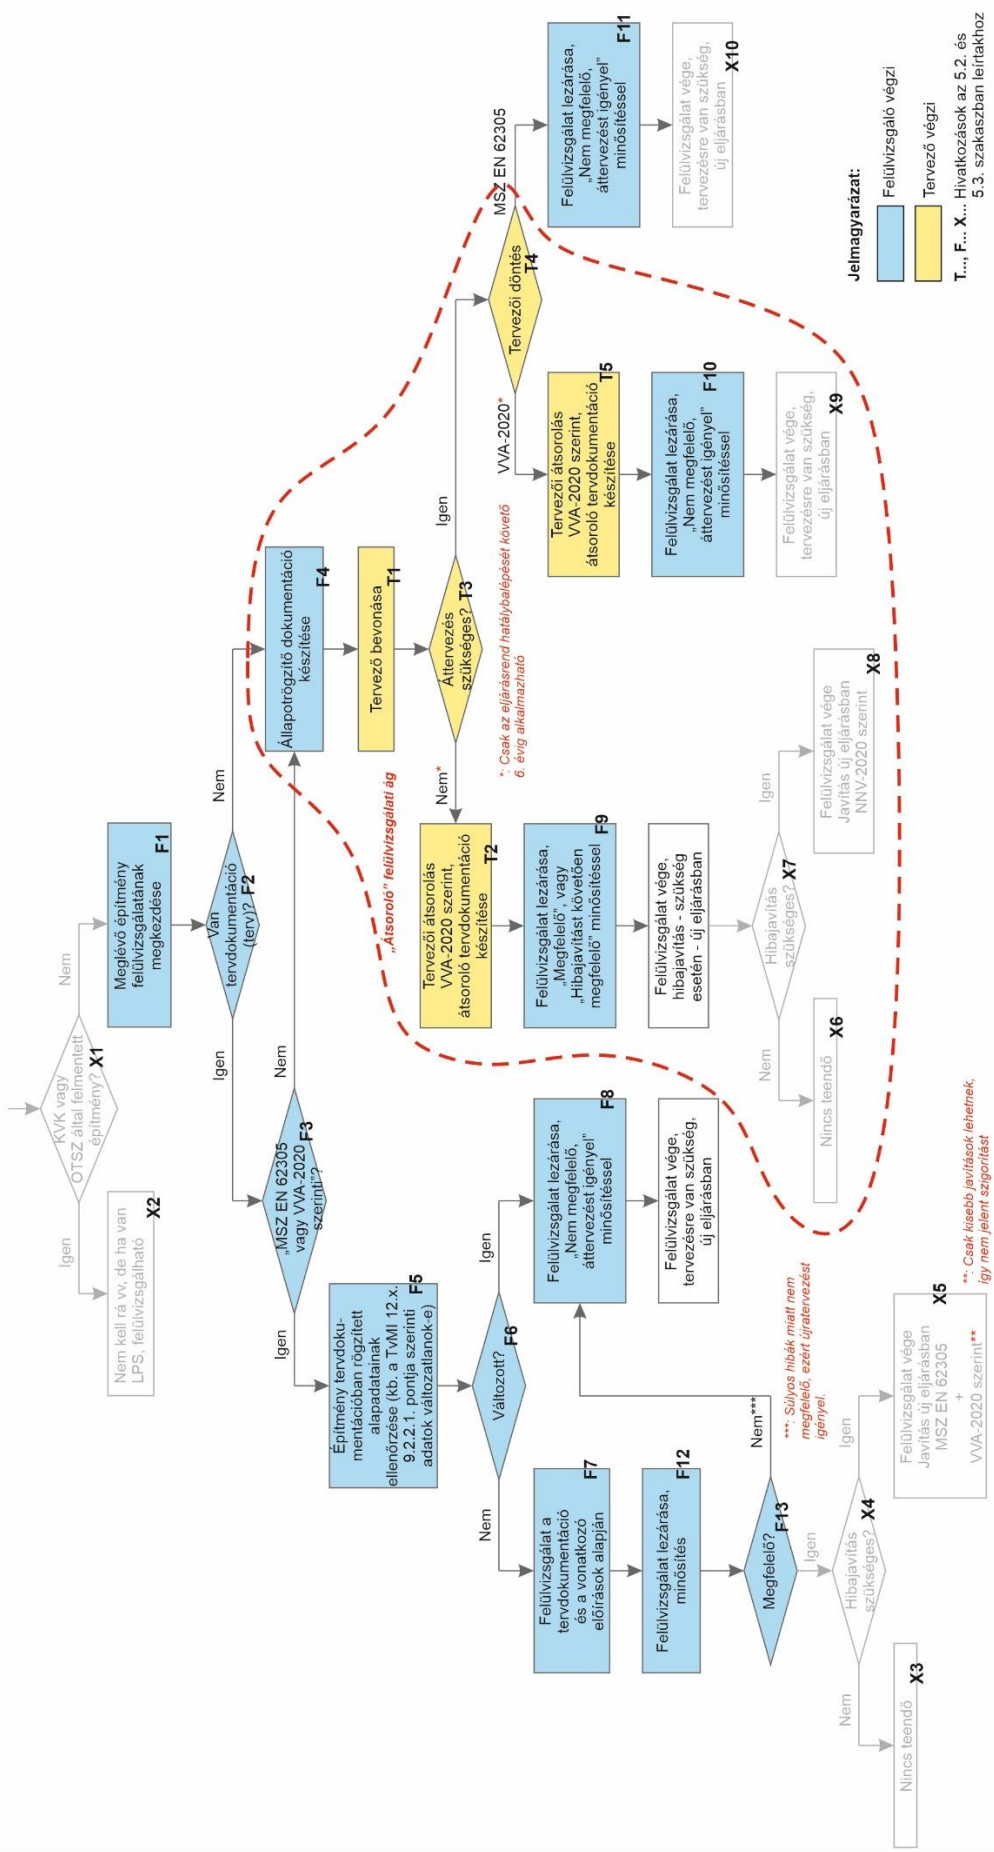 KVK vagy
OTSZ által felmentett
építmény?
X1
Igen
Nem
Nem kell rá vv, de ha van
LPS, felülvizsgálható
X2
Meglévő építmény
felülvizsgálatának
megkezdése
F1
Van
tervdokumentáció
(terv)?
F2
Igen
Nem
„MSZ EN 62305
vagy VVA-2020
szerinti”?
F3
Igen
Nem
Állapotrögzítő dokumentáció
készítése
F4
Tervező bevonása
T1
Áttervezés
szükséges?
T3
Nem*
Igen
*: Csak az eljárásrend hatálybalépését követő
6. évig alkalmazható
„Átsoroló” felülvizsgálati ág
Tervezői döntés
T4
VVA-2020*
MSZ EN 62305
Építmény tervdoku-
mentációban rögzített
alapadatainak
ellenőrzése (kb. a TvMI 12.x.
9.2.2.1. pontja szerinti
adatok változatlanok-e)
F5
Változott?
F6
Nem
Igen
Felülvizsgálat a
tervdokumentáció
és a vonatkozó
előírások alapján
F7
Felülvizsgálat lezárása,
minősítés
F12
Megfelelő?
F13
Nem***
Igen
***: Súlyos hibák miatt nem
megfelelő, ezért újratervezést
igényel.
Hibajavítás
szükséges?
X4
Nem
Igen
Nincs teendő
X3
Felülvizsgálat vége
Javítás új eljárásban
MSZ EN 62305
+
VVA-2020 szerint**
X5
**: Csak kisebb javítások lehetnek,
így nem jelent szigorítást
Felülvizsgálat lezárása,
„Nem megfelelő,
áttervezést igényel”
minősítéssel
F8
Felülvizsgálat vége,
tervezésre van szükség,
új eljárásban
Tervezői átsorolás
VVA-2020 szerint,
átsoroló tervdokumentáció
készítése
T2
Felülvizsgálat lezárása,
„Megfelelő”, vagy
„Hibajavítást követően
megfelelő” minősítéssel
F9
Felülvizsgálat vége,
hibajavítás - szükség
esetén - új eljárásban
Hibajavítás
szükséges?
X7
Nem
Igen
Nincs teendő
X6
Felülvizsgálat vége
Javítás új eljárásban
NNV-2020 szerint
X8
Tervezői átsorolás
VVA-2020 szerint,
átsoroló tervdokumentáció
készítése
T5
Felülvizsgálat lezárása,
„Nem megfelelő,
áttervezést igényel”
minősítéssel
F10
Felülvizsgálat vége,
tervezésre van szükség,
új eljárásban
X9
Felülvizsgálat lezárása,
„Nem megfelelő,
áttervezést igényel”
minősítéssel
F11
Felülvizsgálat vége,
tervezésre van szükség,
új eljárásban
X10
Jelmagyarázat:
Felülvizsgáló végzi
Tervező végzi
T..., F... X... Hivatkozások az 5.2. és
5.3. szakaszban leírtakhoz